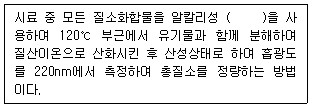 시료 중 모든 질소화합물을 알칼리성 (    )을 사
용하여 120℃ 부근에서 유기물과 함께 분해하여
질산이온으로 산화시킨 후 산성상태로 하여 흡광도
를 220nm에서 측정하여 총질소를 정량하는 방법
이다.